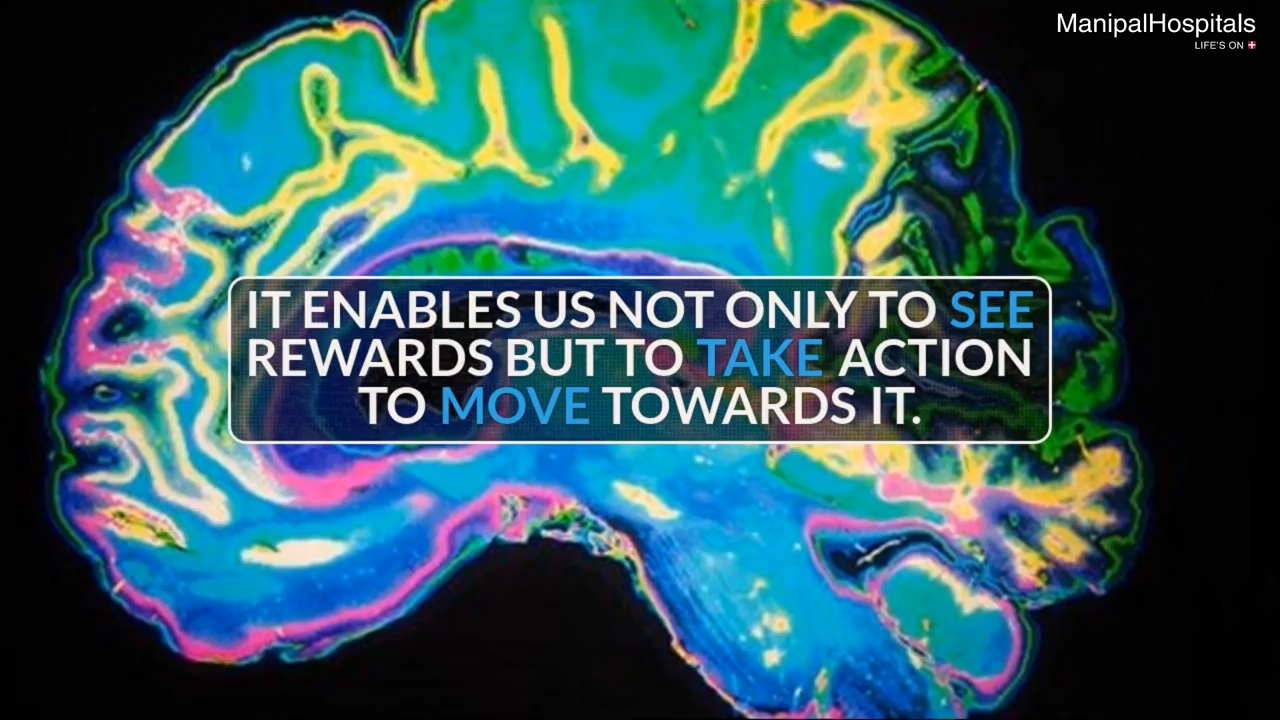 ManipalHospitals
LIFE'S ON
IT ENABLES US NOT ONLY TO SEE
REWARDS BUT TO TAKE ACTION
TO MOVE TOWARDS IT.